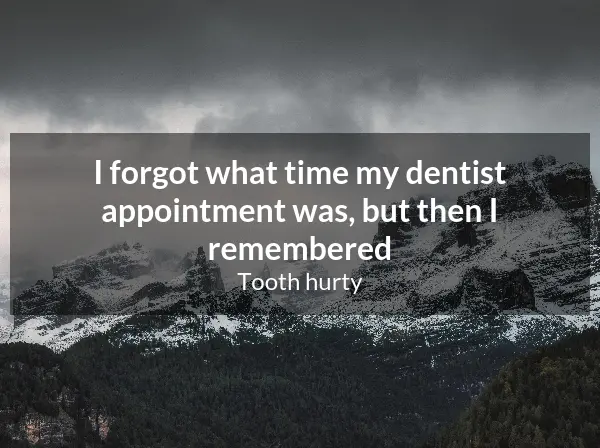 I forgot what time my dentist
appointment was, but then I
remembered
Tooth hurty